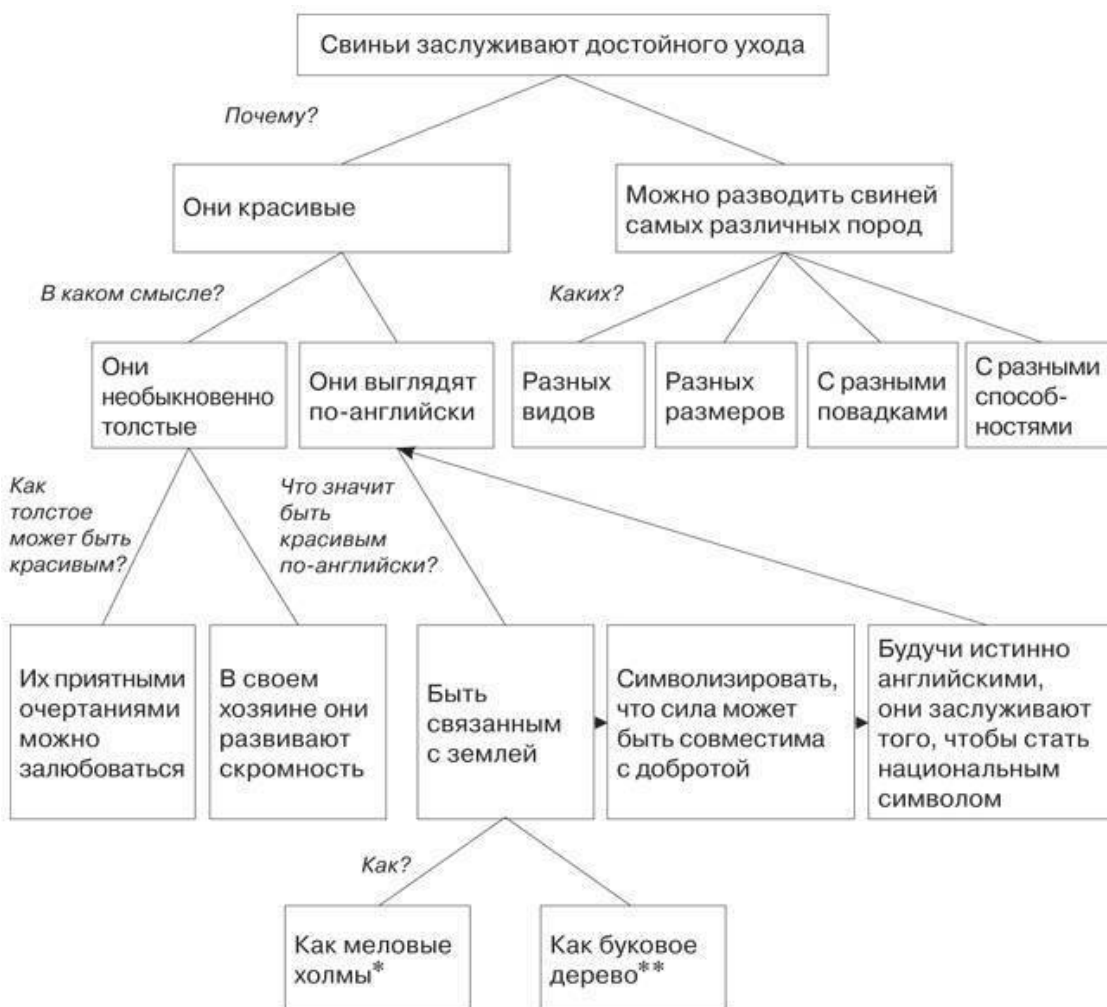 Свиньи заслуживают достойного ухода
Почему?
Они красивые
Можно разводить свиней
самых различных пород
В каком смысле?
Каких?
Они
необыкновенно
толстые
Они выглядят
по-английски
Разных
видов
Разных
размеров
С разными
повадками
С разными
способ-
ностями
Как
толстое
может быть
красивым?
Что значит
быть
красивым
по-английски?
Их приятными
очертаниями
можно
залюбоваться
В своем
хозяине они
развивают
скромность
Быть
связанным
с землей
Символизировать,
что сила может
быть совместима
с добротой
Будучи истинно
английскими,
они заслуживают
того, чтобы стать
национальным
символом
Как?
Как меловые
холмы*
Как буковое
дерево**